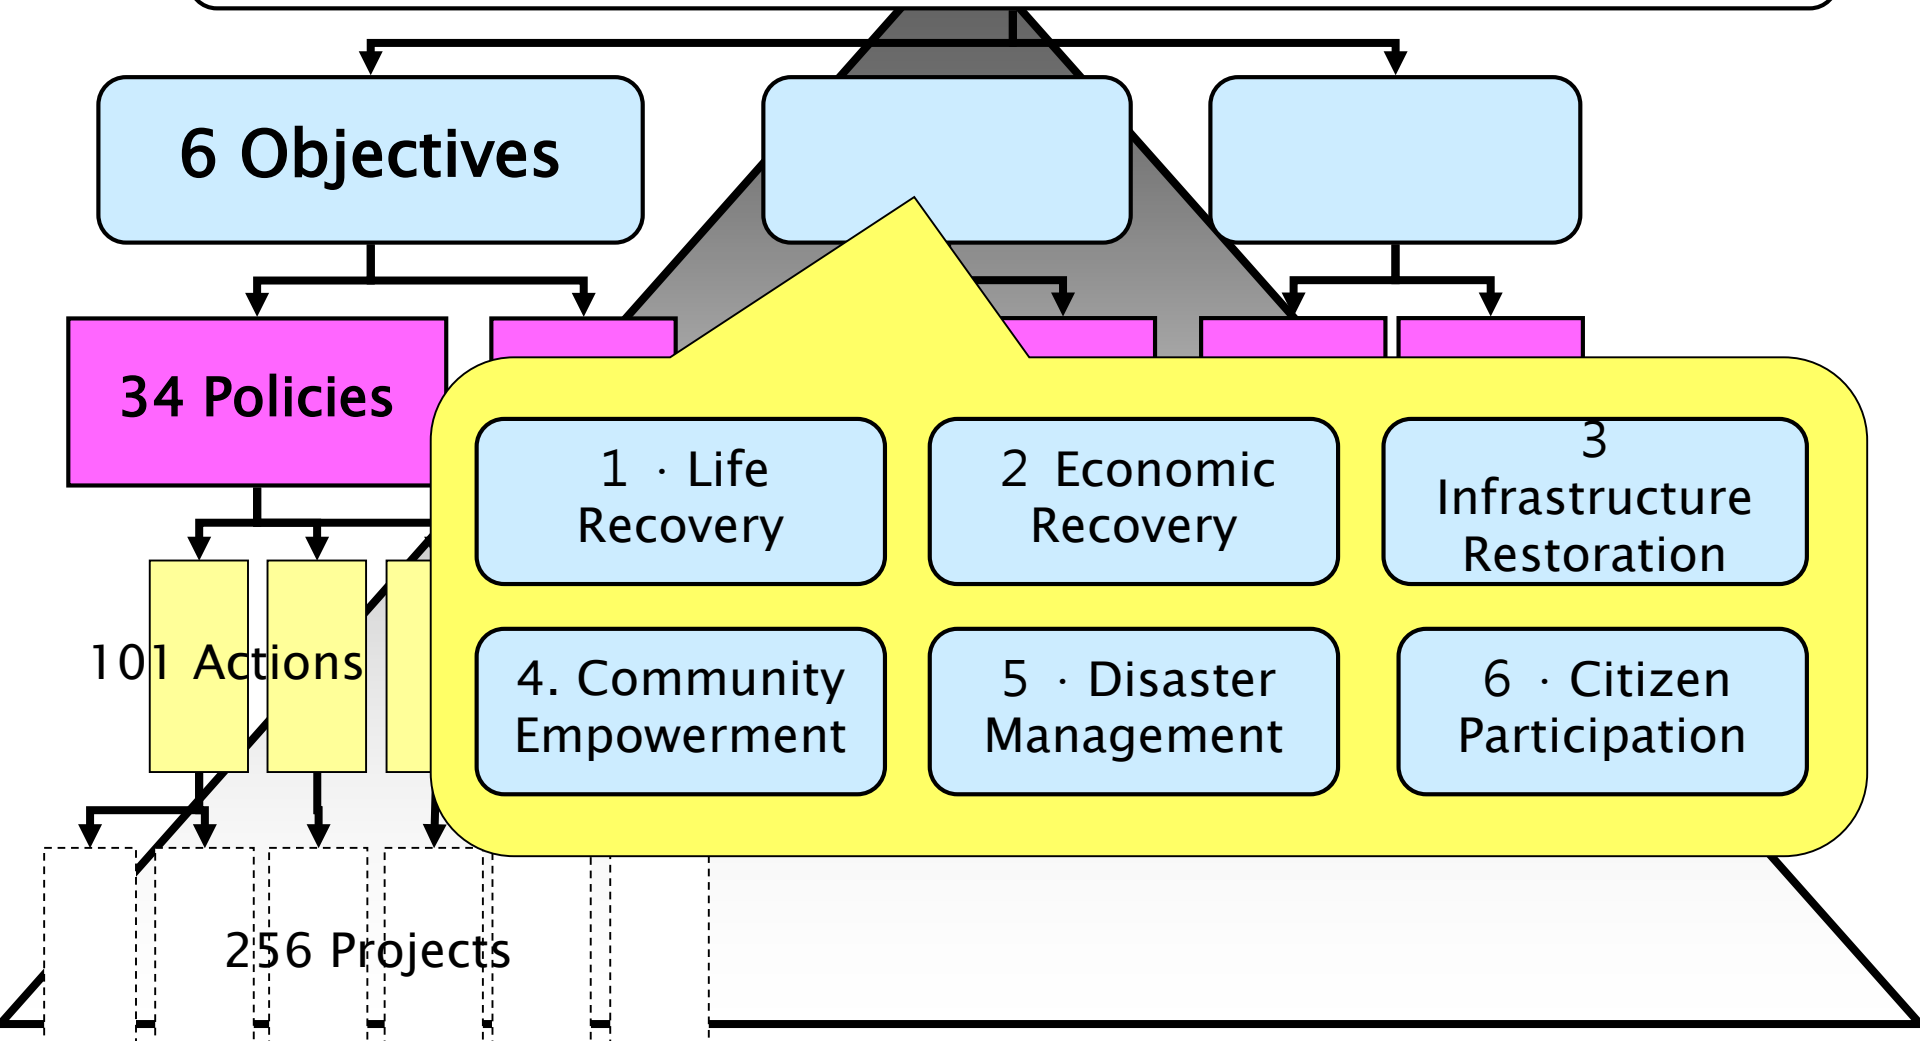 6 Objectives
34 Policies
1 · Life
Recovery
2 Economic
Recovery
3
Infrastructure
Restoration
101 Actions
4. Community
Empowerment
5 · Disaster
Management
6 · Citizen
Participation
256 Projects